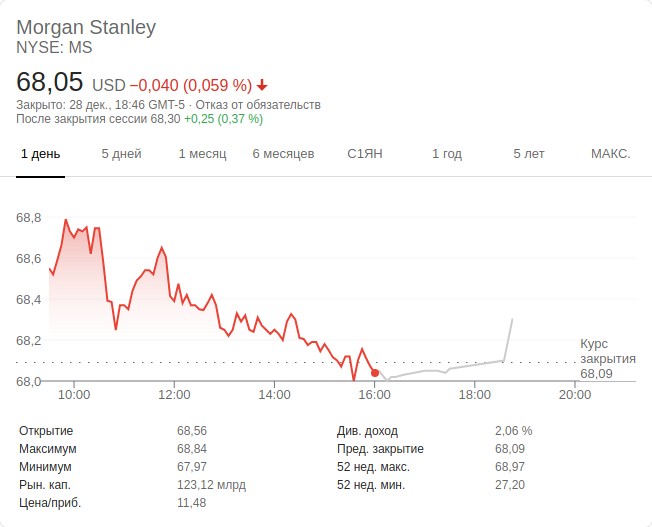 Morgan Stanley
NYSE: MS
68,05 USD −0,040 (0,059 %)
Закрыто: 28 дек., 18:46 GMT-5 · Отказ от обязательств
После закрытия сессии 68,30 +0,25 (0,37 %)
1 день 5 дней 1 месяц 6 месяцев С1ЯН 1 год 5 лет МАКС.
68,8
68,6
68,4
68,2
68,0
Курс
закрытия
68,09
10:00 12:00 14:00 16:00 18:00 20:00
Открытие 68,56 Див. доход 2,06 %
Максимум 68,84 Пред. закрытие 68,09
Минимум 67,97 52 нед. макс. 68,97
Рын. кап. 123,12 млрд 52 нед. мин. 27,20
Цена/приб. 11,48